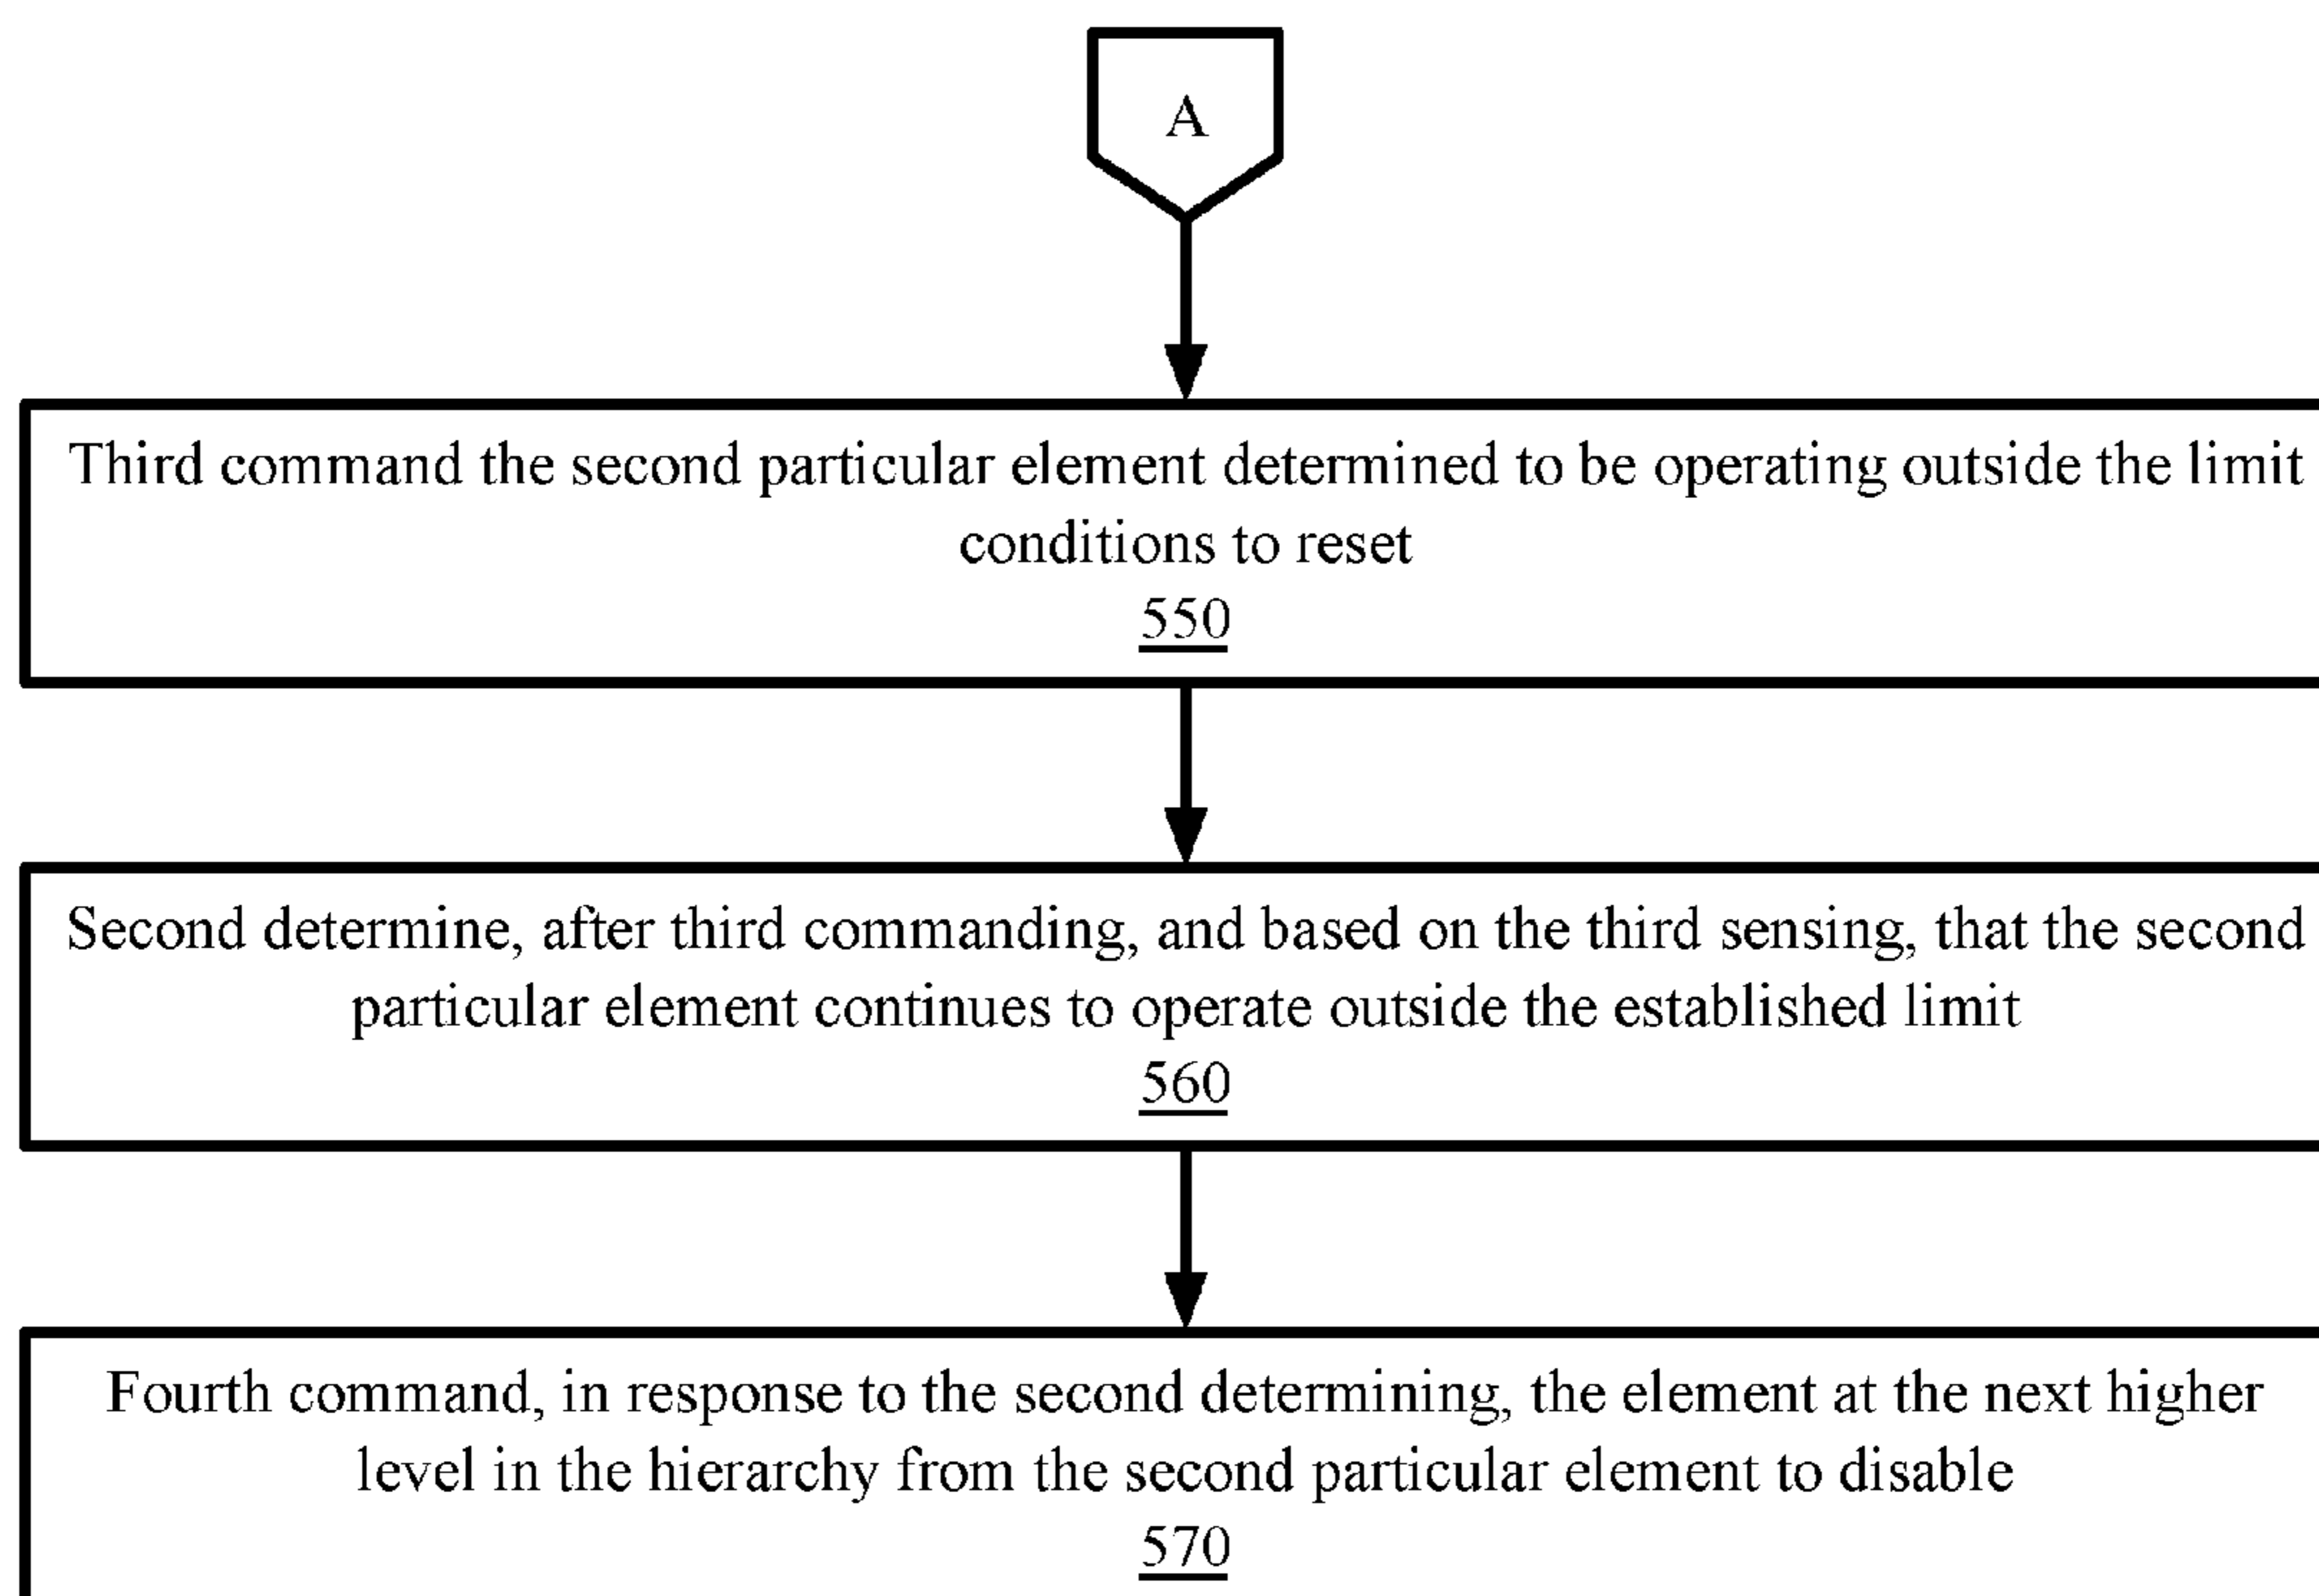 A
Third command the second particular element determined to be operating outside the limit
conditions to reset
550
Second determine, after third commanding, and based on the third sensing, that the second
particular element continues to operate outside the established limit
560
Fourth command, in response to the second determining, the element at the next higher
level in the hierarchy from the second particular element to disable
570